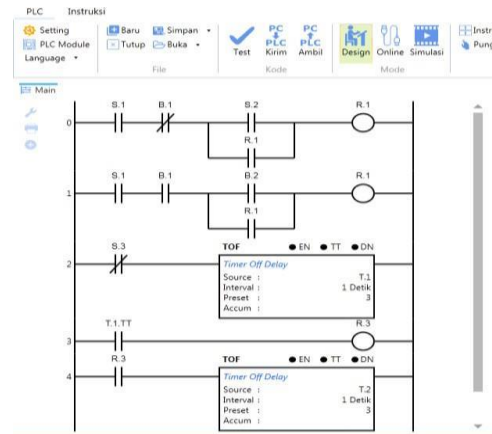 PLC Instruksi
Setting
PLC Module
Language
Baru Simpan
Tutup Buka
File
Test
PC PLC Kirim
PC PLC Ambil
Kode
Design Online Simulasi
Mode
Instr
Pung
Main
S.1 B.1 S.2 R.1
0
R.1
S.1 B.1 B.2 R.1
1
R.1
S.3 TOF EN TT DN
2
Timer Off Delay
Source : T.1
Interval : 1 Detik
Preset : 3
Accum :
T.1.TT R.3
3
R.3 TOF EN TT DN
4
Timer Off Delay
Source : T.2
Interval : 1 Detik
Preset : 3
Accum :